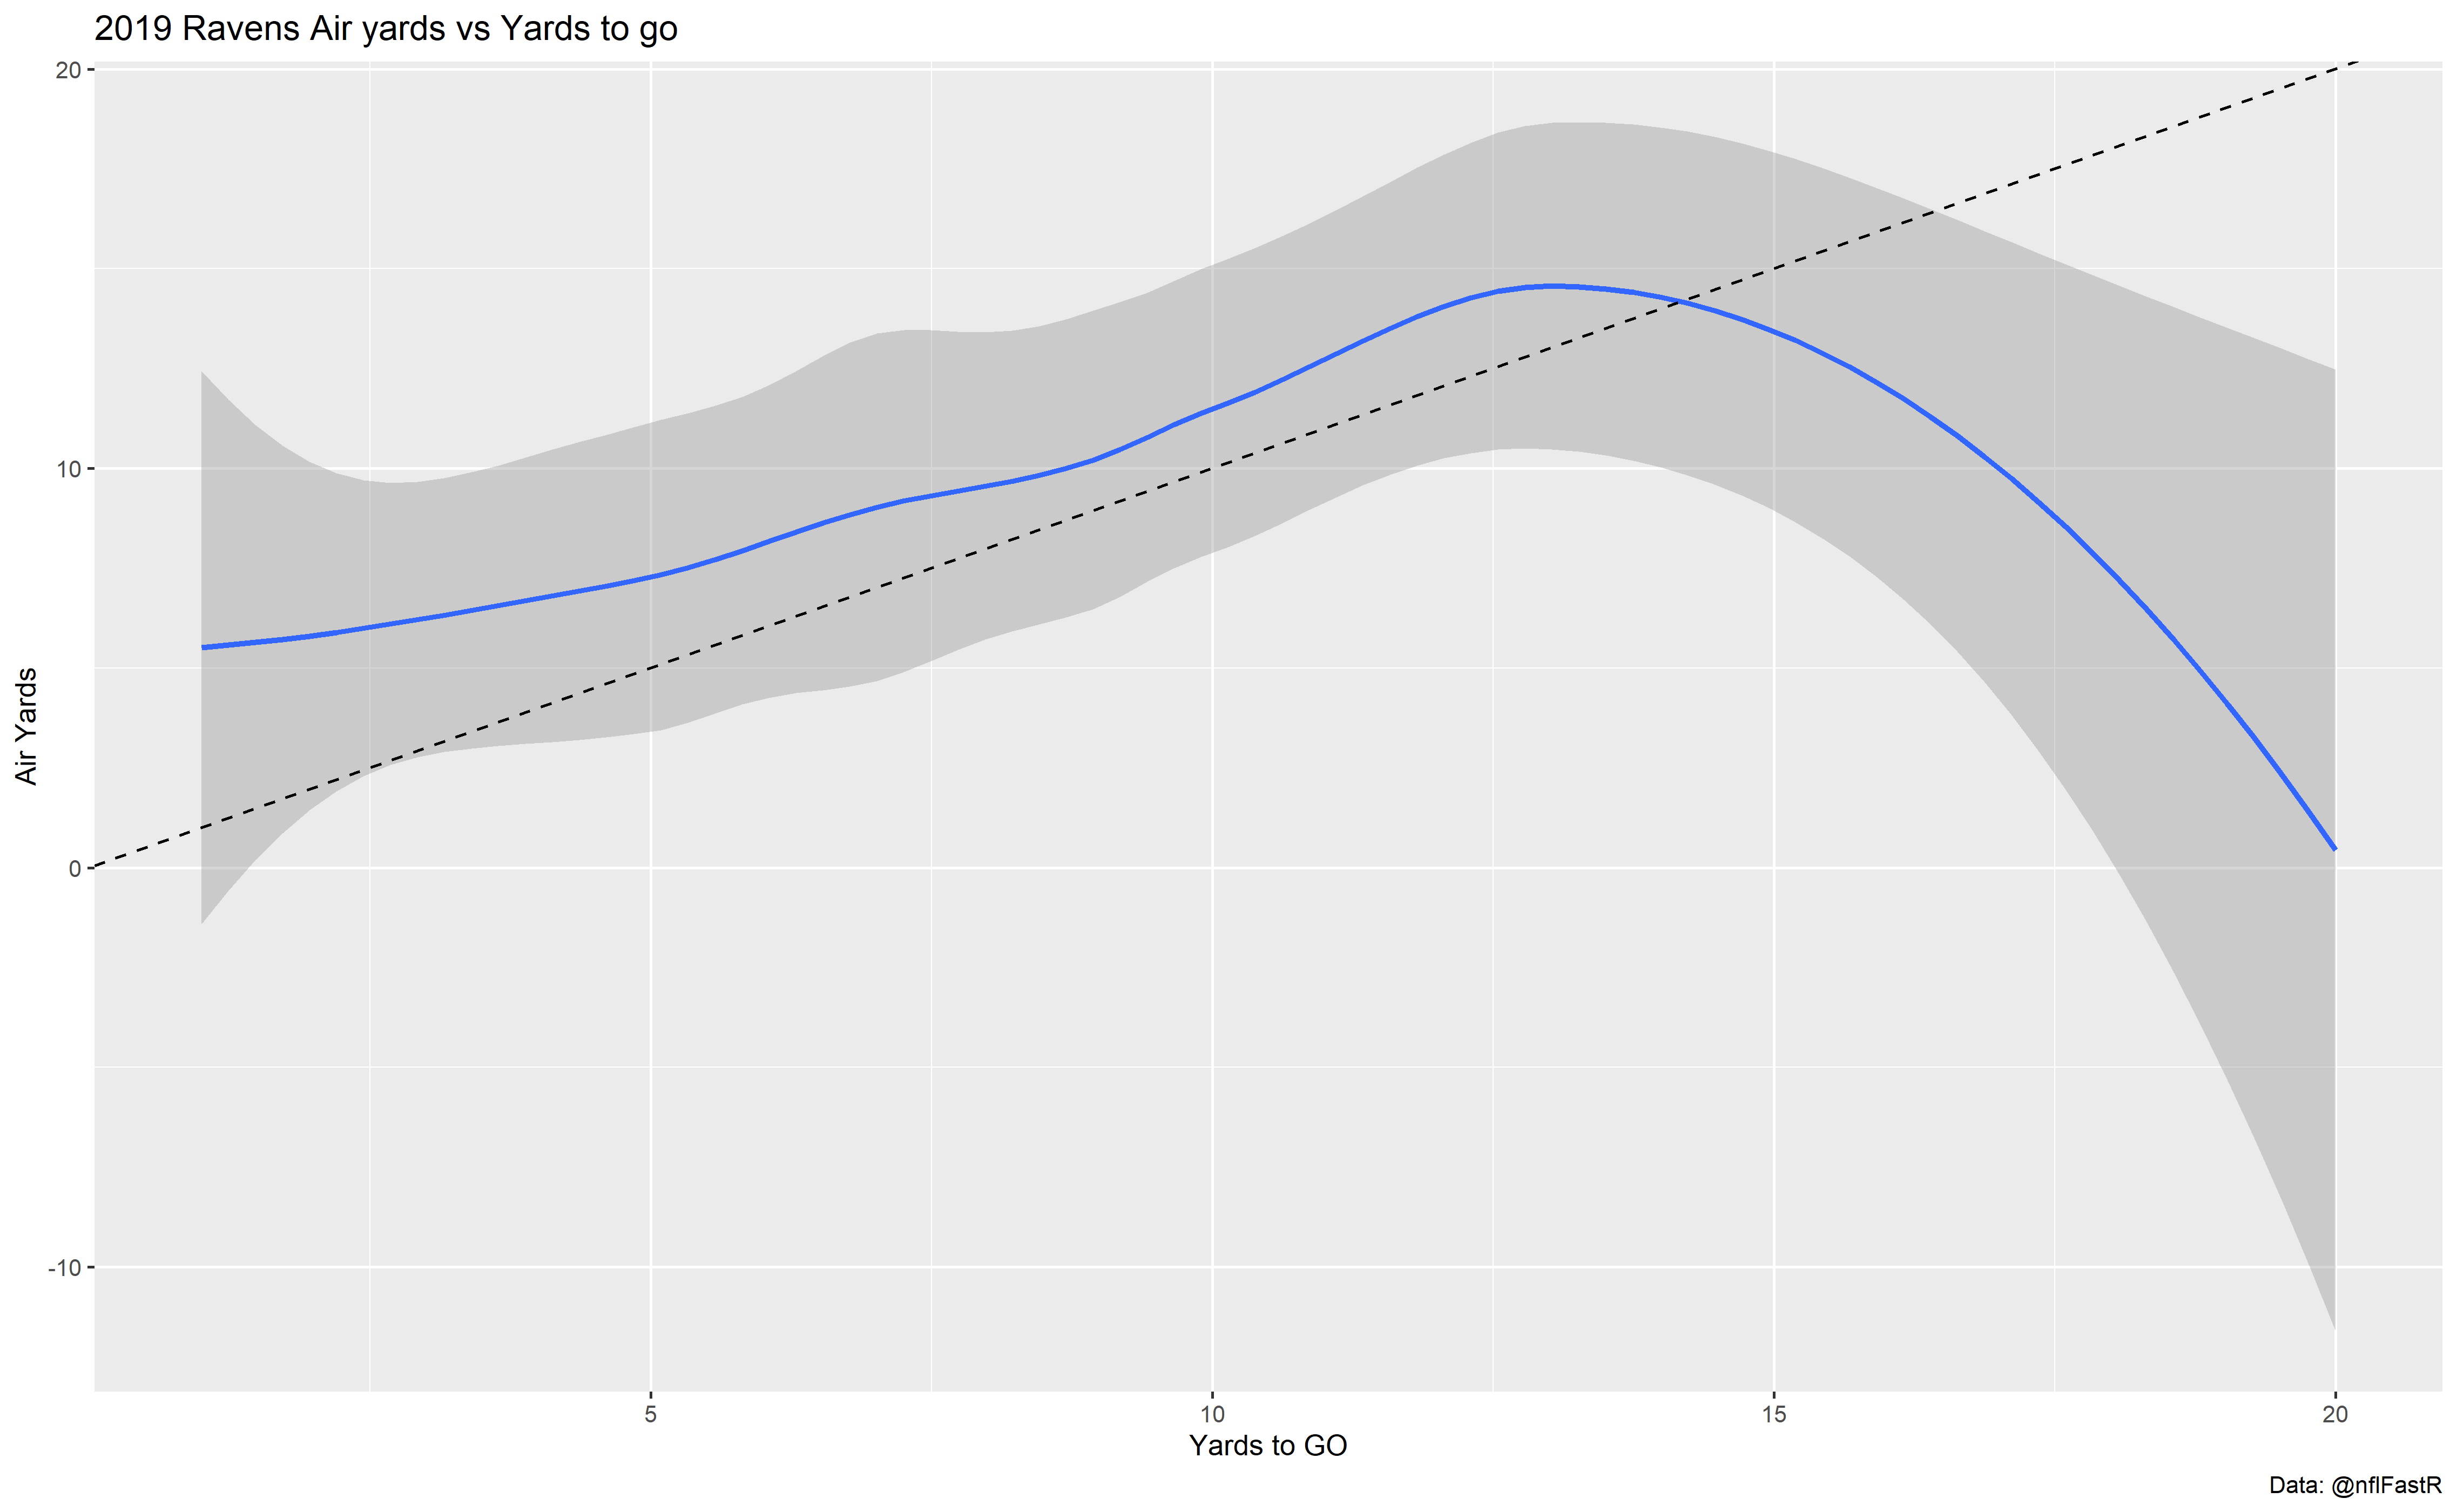 2019 Ravens Air yards vs Yards to go
20
10
0
-10
Air Yards
5 10 15 20
Yards to GO
Data: @nflFastR